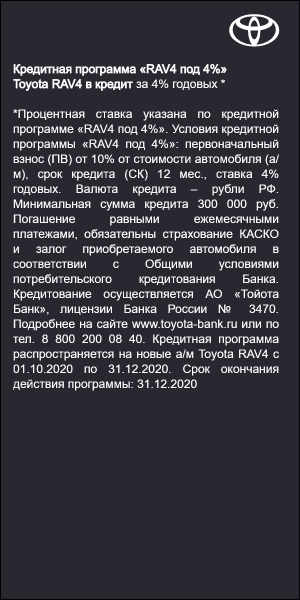 Кредитная программа «RAV4 под 4%»
Toyota RAV4 в кредит за 4% годовых *
*Процентная ставка указана по кредитной
программе «RAV4 под 4%». Условия кредитной
программы «RAV4 под 4%»: первоначальный
взнос (ПВ) от 10% от стоимости автомобиля (а/
м), срок кредита (СК) 12 мес., ставка 4%
годовых. Валюта кредита – рубли РФ.
Минимальная сумма кредита 300 000 руб.
Погашение равными ежемесячными
платежами, обязательны страхование КАСКО
и залог приобретаемого автомобиля в
соответствии с Общими условиями
потребительского кредитования Банка.
Кредитование осуществляется АО «Тойота
Банк», лицензии Банка России № 3470.
Подробнее на сайте www.toyota-bank.ru или по
тел. 8 800 200 08 40. Кредитная программа
распространяется на новые а/м Toyota RAV4 с
01.10.2020 по 31.12.2020. Срок окончания
действия программы: 31.12.2020